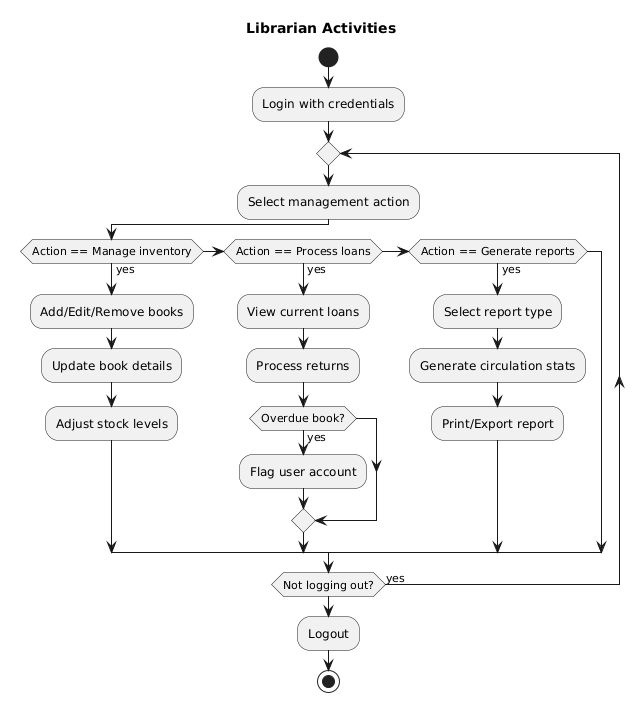 Librarian Activities
Login with credentials
Select management action
Action == Manage inventory
yes
Add/Edit/Remove books
Update book details
Adjust stock levels
Action == Process loans
yes
View current loans
Process returns
Overdue book?
yes
Flag user account
Action == Generate reports
yes
Select report type
Generate circulation stats
Print/Export report
Not logging out?
yes
Logout